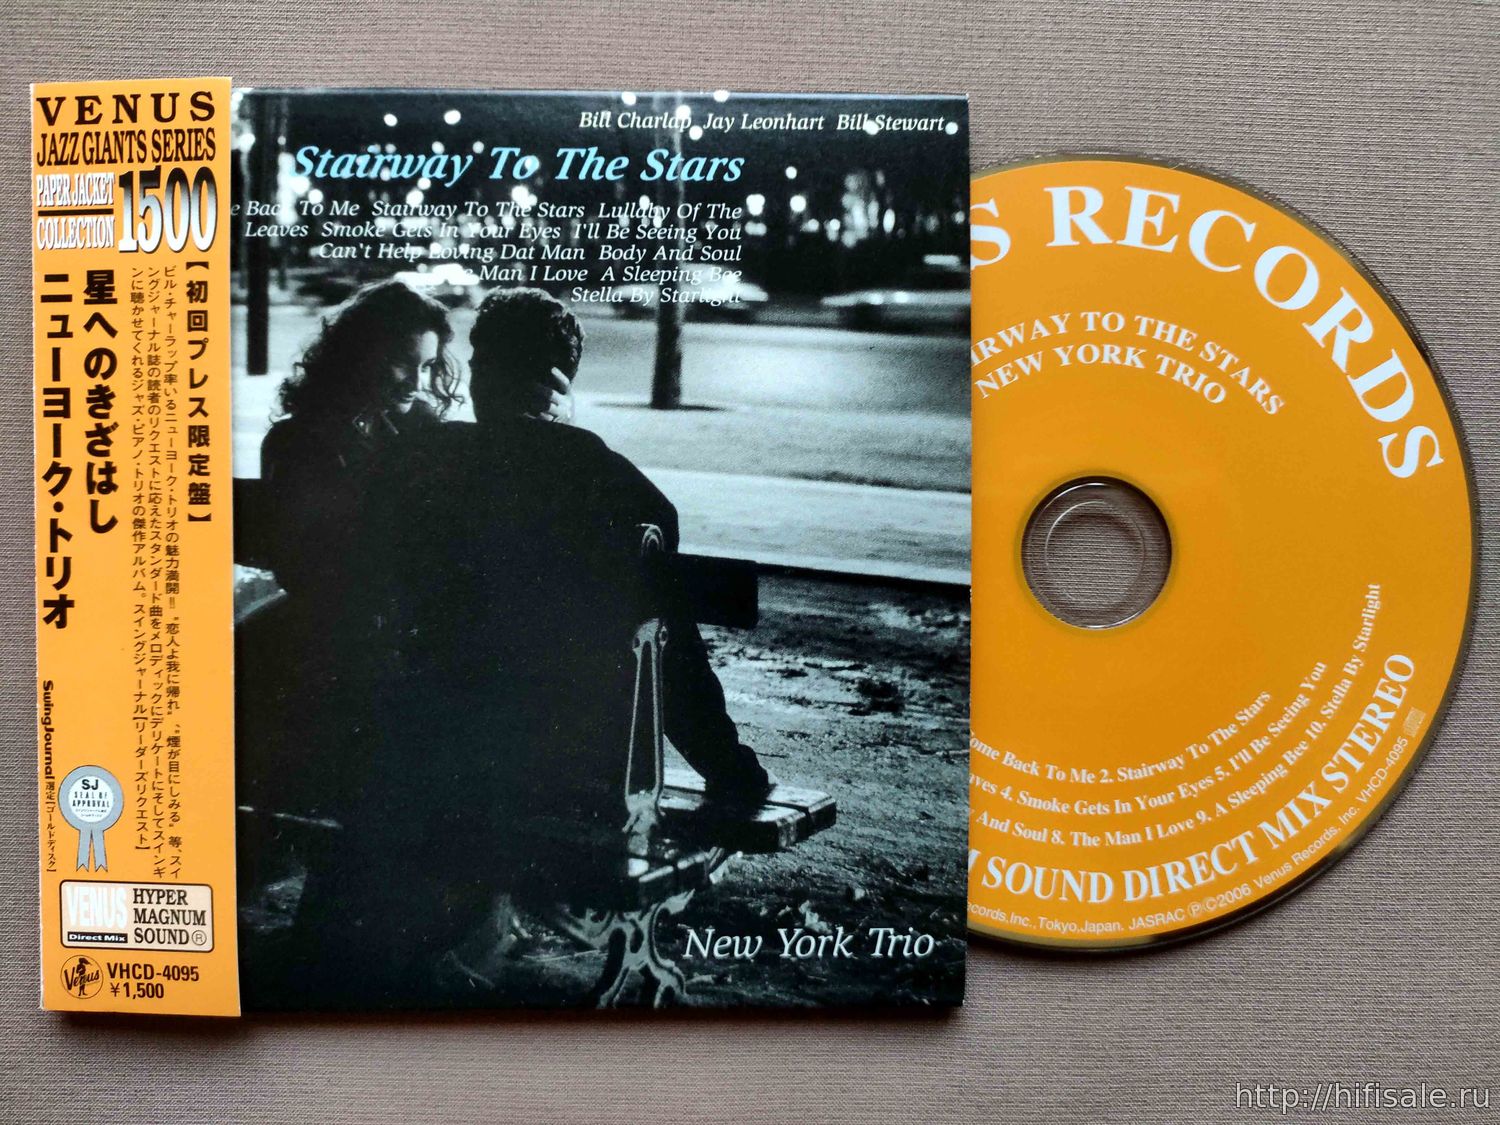 VENUS
JAZZ GIANTS SERIES
PAPER JACKET
COLLECTION
1500
【初回プレス限定盤】
ビル・チャーラップ率いるニューヨーク・トリオの魅力満開!! “恋人よ我に帰れ”、“煙が目にしみる” 等、スイ
ングジャーナル誌の読者のリクエストに応えたスタンダード曲をメロディックにデリケートにそしてスインギ
ンに聴かせてくれるジャズ・ピアノ・トリオの傑作アルバム。スイングジャーナル【リーダーズリクエスト】
星へのきざはし
ニューヨーク・トリオ
SwingJournal 選定【ゴールドディスク】
SJ
SEAL OF
APPROVAL
VENUS
Direct Mix
HYPER
MAGNUM
SOUND®
Venus
VHCD-4095
¥1,500
Bill Charlap Jay Leonhart Bill Stewart
Stairway To The Stars
e Back To Me Stairway To The Stars Lullaby Of The
Leaves Smoke Gets In Your Eyes I'll Be Seeing You
Can't Help Loving Dat Man Body And Soul
e Man I Love A Sleeping Bee
Stella By Starlight
New York Trio
S RECORDS
IRWAY TO THE STARS
NEW YORK TRIO
ome Back To Me 2. Stairway To The Stars
aves 4. Smoke Gets In Your Eyes 5. I'll Be Seeing You
And Soul 8. The Man I Love 9. A Sleeping Bee 10. Stella By Starlight
M SOUND DIRECT MIX STEREO
ecords,Inc.,Tokyo,Japan. JASRAC Ⓟ©2006 Venus Records, Inc. VHCD-4095
http://hifisale.ru